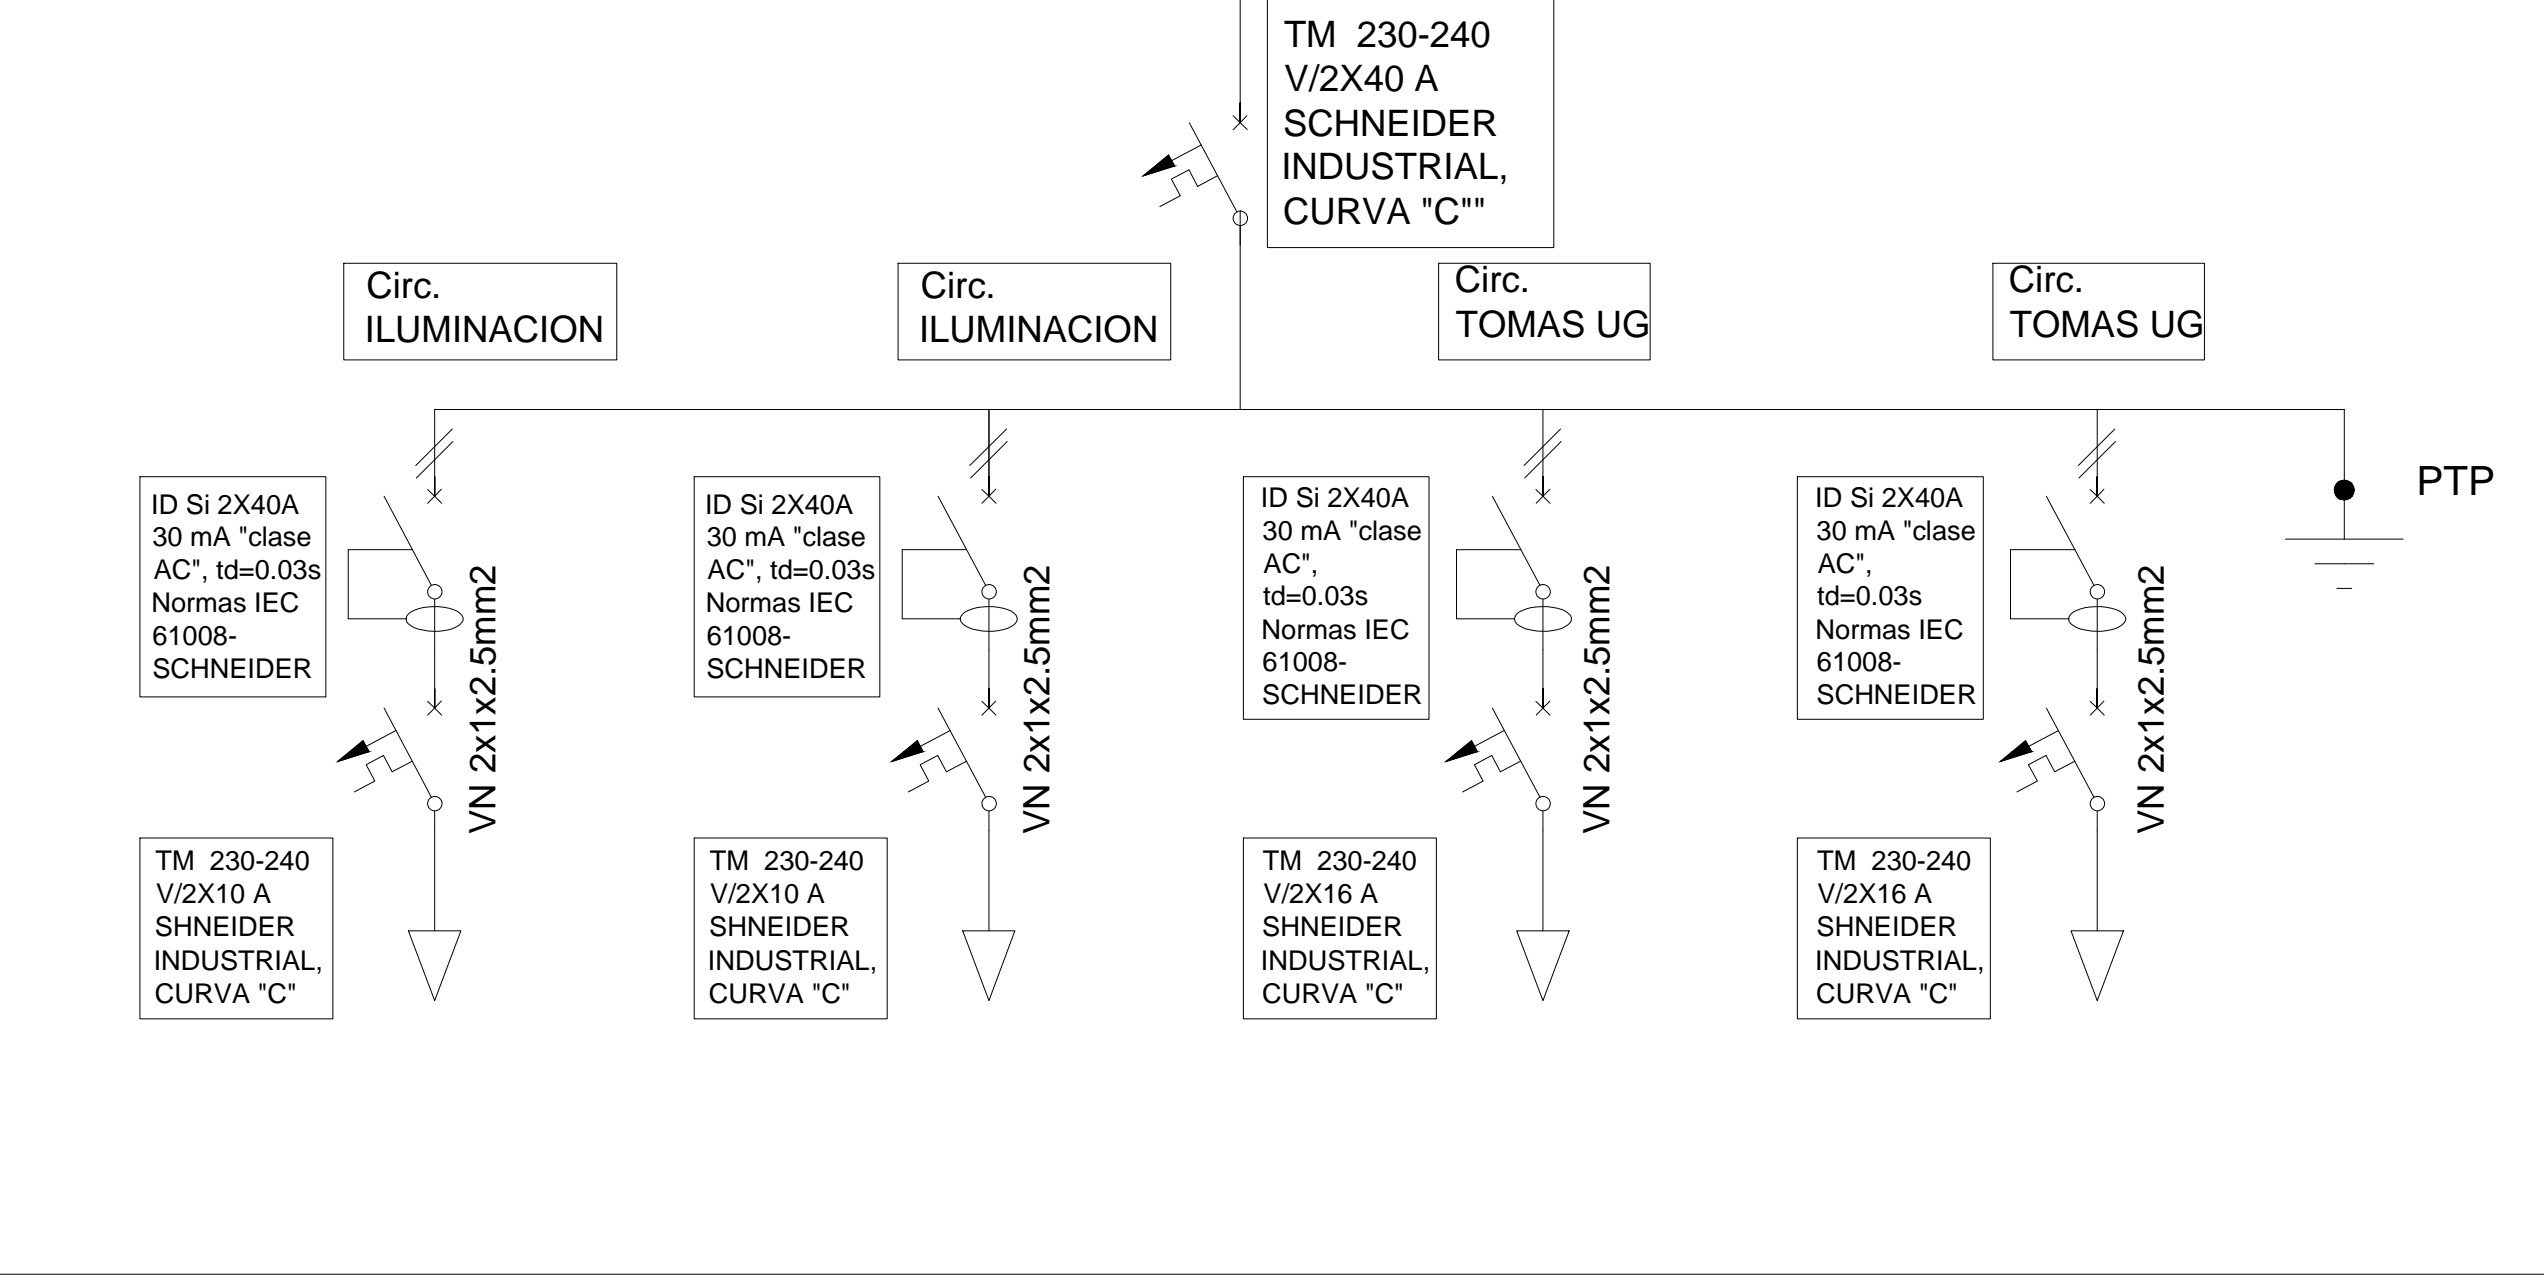 TM 230-240
V/2X40 A
SCHNEIDER
INDUSTRIAL,
CURVA "C""
Circ.
ILUMINACION
Circ.
ILUMINACION
Circ.
TOMAS UG
Circ.
TOMAS UG
ID Si 2X40A
30 mA "clase
AC", td=0.03s
Normas IEC
61008-
SCHNEIDER
VN 2x1x2.5mm2
ID Si 2X40A
30 mA "clase
AC", td=0.03s
Normas IEC
61008-
SCHNEIDER
VN 2x1x2.5mm2
ID Si 2X40A
30 mA "clase
AC",
td=0.03s
Normas IEC
61008-
SCHNEIDER
VN 2x1x2.5mm2
ID Si 2X40A
30 mA "clase
AC",
td=0.03s
Normas IEC
61008-
SCHNEIDER
VN 2x1x2.5mm2
PTP
TM 230-240
V/2X10 A
SHNEIDER
INDUSTRIAL,
CURVA "C"
TM 230-240
V/2X10 A
SHNEIDER
INDUSTRIAL,
CURVA "C"
TM 230-240
V/2X16 A
SHNEIDER
INDUSTRIAL,
CURVA "C"
TM 230-240
V/2X16 A
SHNEIDER
INDUSTRIAL,
CURVA "C"